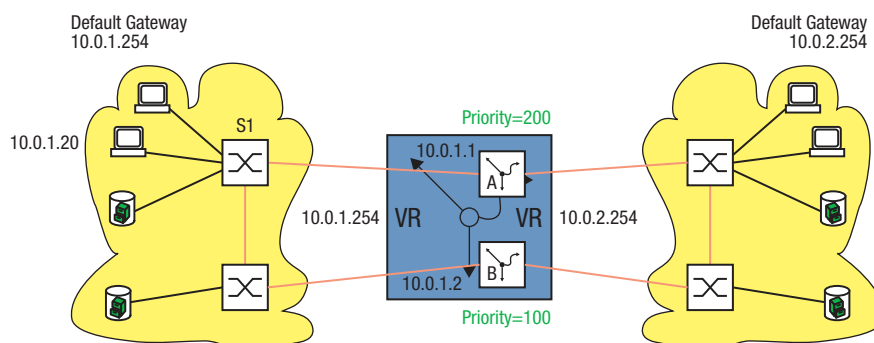 Default Gateway
10.0.1.254
Default Gateway
10.0.2.254
Priority=200
10.0.1.20
S1
10.0.1.1
A
10.0.1.254
VR
VR
10.0.2.254
B
10.0.1.2
Priority=100